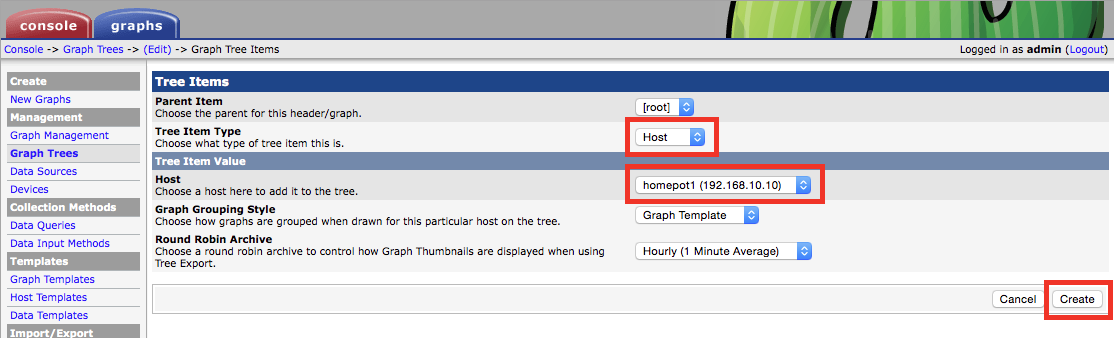 console graphs
Console -> Graph Trees -> (Edit) -> Graph Tree Items
Logged in as admin (Logout)
Create
New Graphs
Management
Graph Management
Graph Trees
Data Sources
Devices
Collection Methods
Data Queries
Data Input Methods
Templates
Graph Templates
Host Templates
Data Templates
Import/Export
Tree Items
Parent Item
Choose the parent for this header/graph.
[root]
Tree Item Type
Choose what type of tree item this is.
Host
Tree Item Value
Host
Choose a host here to add it to the tree.
homepot1 (192.168.10.10)
Graph Grouping Style
Choose how graphs are grouped when drawn for this particular host on the tree.
Graph Template
Round Robin Archive
Choose a round robin archive to control how Graph Thumbnails are displayed when using
Tree Export.
Hourly (1 Minute Average)
Cancel Create